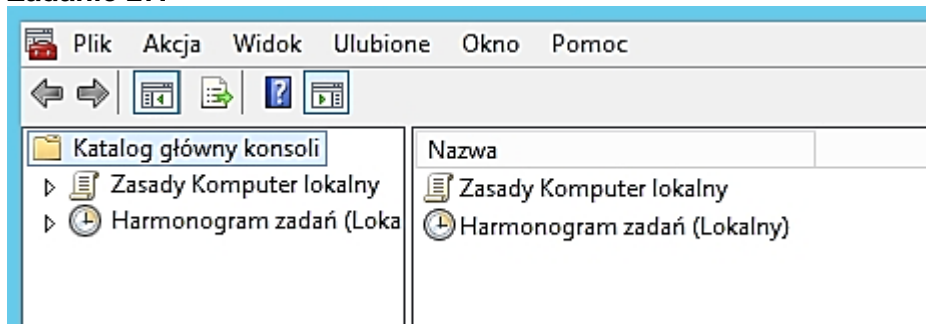 Plik Akcja Widok Ulubione Okno Pomoc
Katalog główny konsoli
Zasady Komputer lokalny
Harmonogram zadań (Loka
Nazwa
Zasady Komputer lokalny
Harmonogram zadań (Lokalny)